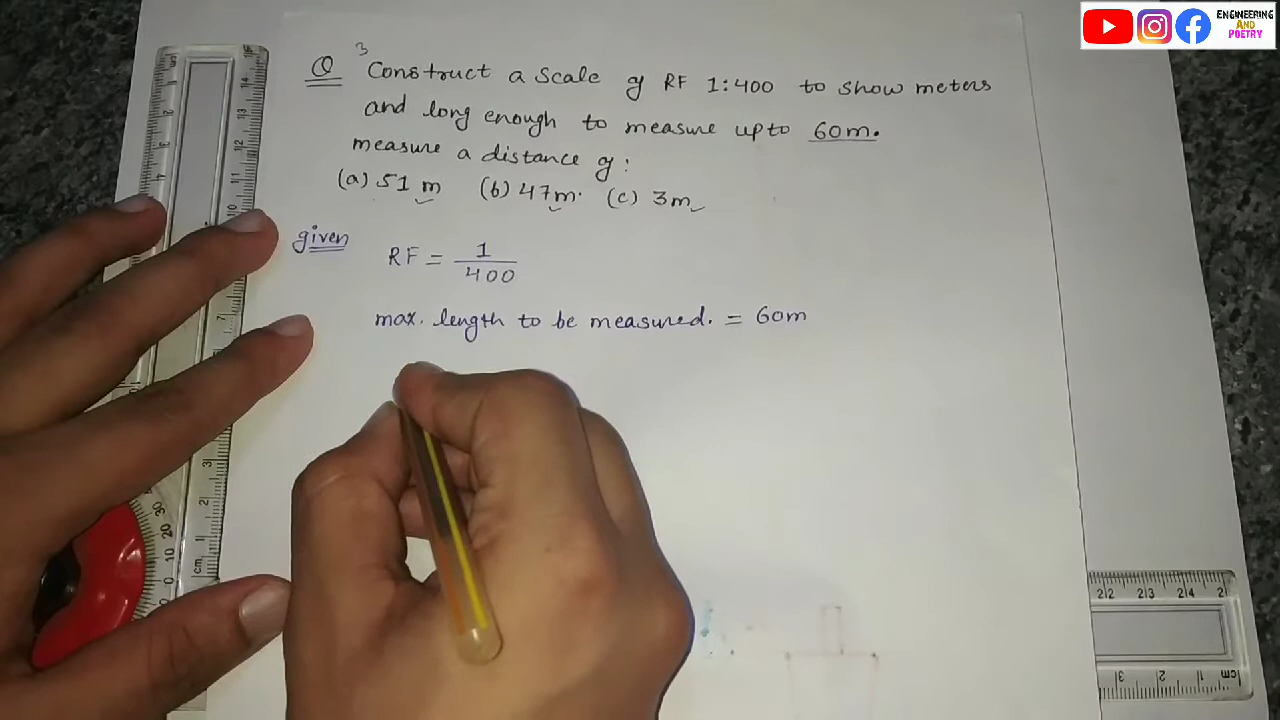 ENGINEERING
AND
POETRY
Q 3 Construct a scale of RF 1:400 to show meters
and long enough to measure upto 60m.
measure a distance of:
(a) 51 m (b) 47m. (c) 3m
given
RF = 1/400
max. length to be measured. = 60m